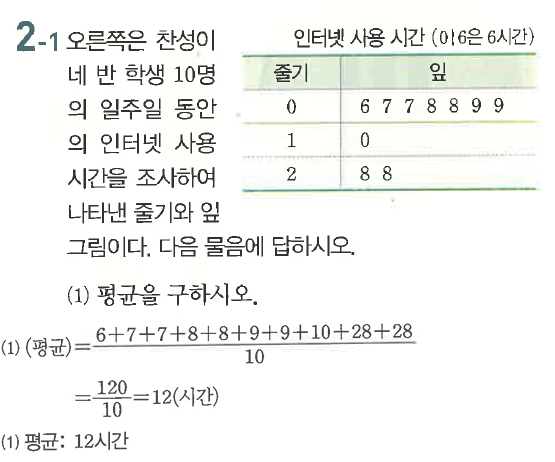 2-1 오른쪽은 찬성이
네 반 학생 10명
의 일주일 동안
의 인터넷 사용
시간을 조사하여
나타낸 줄기와 잎
그림이다. 다음 물음에 답하시오.
인터넷 사용 시간 (0|6은 6시간)
줄기 잎
0 6 7 7 8 8 9 9
1 0
2 8 8
(1) 평균을 구하시오.
(1) (평균)=6+7+7+8+8+9+9+10+28+28/10
=120/10=12(시간)
(1) 평균: 12시간